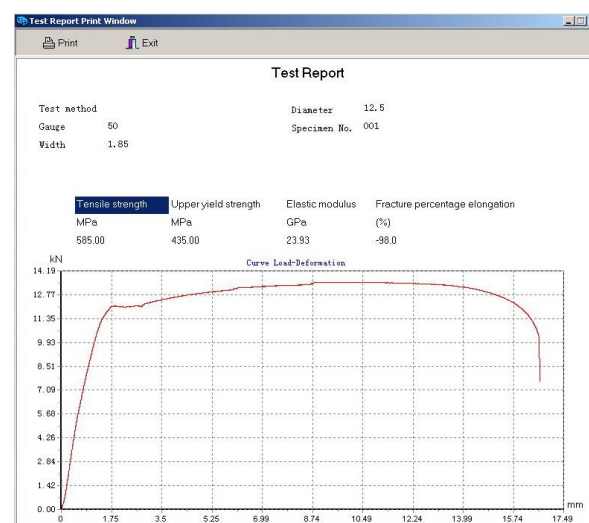 Test Report Print Window
Print Exit
Test Report
Test method Diameter 12.5
Gauge 50 Specimen No. 001
Width 1.85
Tensile strength Upper yield strength Elastic modulus Fracture percentage elongation
MPa MPa GPa (%)
585.00 435.00 23.93 -98.0
kN Curve Load-Deformation
14.19
12.77
11.35
9.93
8.51
7.09
5.68
4.26
2.84
1.42
0.00
mm
0 1.75 3.5 5.25 6.99 8.74 10.49 12.24 13.99 15.74 17.49